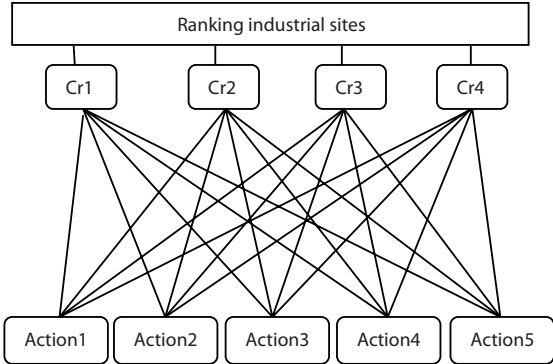 Ranking industrial sites
Cr1 Cr2 Cr3 Cr4
Action1 Action2 Action3 Action4 Action5